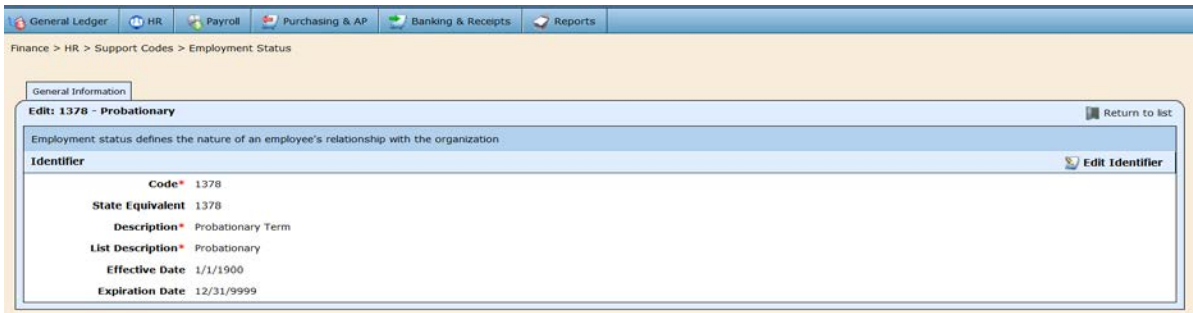 General Ledger HR Payroll Purchasing & AP Banking & Receipts Reports
Finance > HR > Support Codes > Employment Status
General Information
Edit: 1378 - Probationary Return to list
Employment status defines the nature of an employee's relationship with the organization
Identifier Edit Identifier
Code* 1378
State Equivalent 1378
Description* Probationary Term
List Description* Probationary
Effective Date 1/1/1900
Expiration Date 12/31/9999